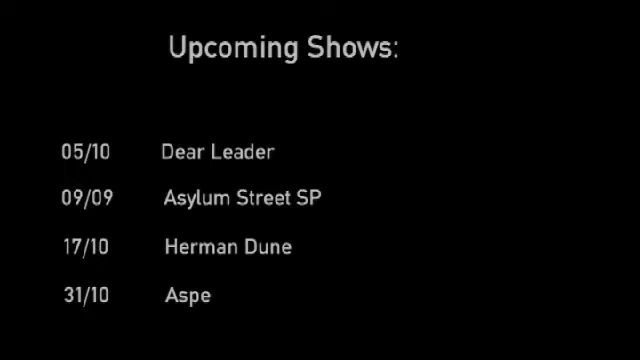 Upcoming Shows:
05/10 Dear Leader
09/09 Asylum Street SP
17/10 Herman Dune
31/10 Aspe